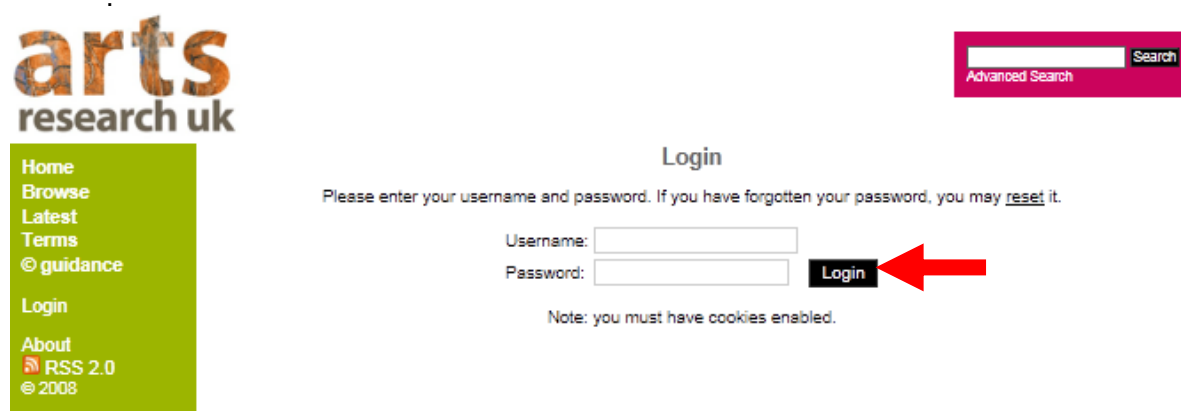 arts
research uk
Search
Advanced Search
Home
Browse
Latest
Terms
© guidance
Login
About
RSS 2.0
© 2008
Login
Please enter your username and password. If you have forgotten your password, you may reset it.
Username:
Password:
Login
Note: you must have cookies enabled.